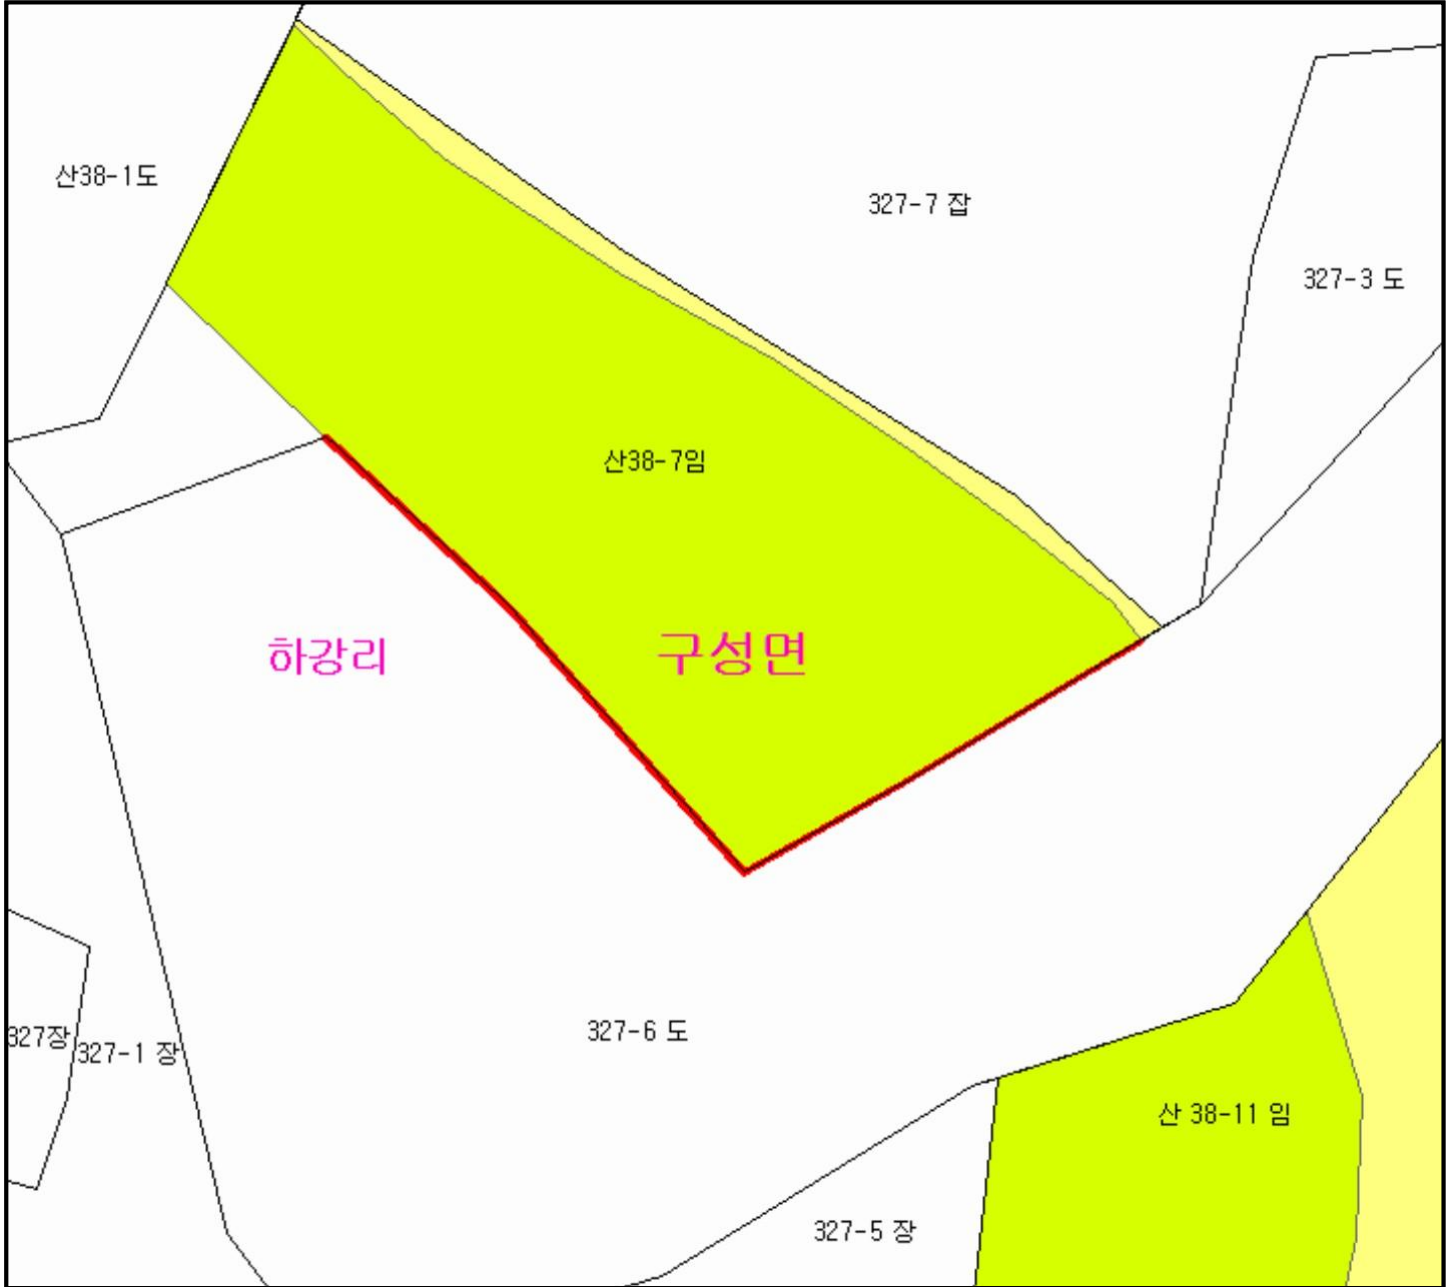 산38-1도
327-7 잡
327-3 도
산38-7임
하강리
구성면
327-6 도
327장
327-1 장
산 38-11 임
327-5 장